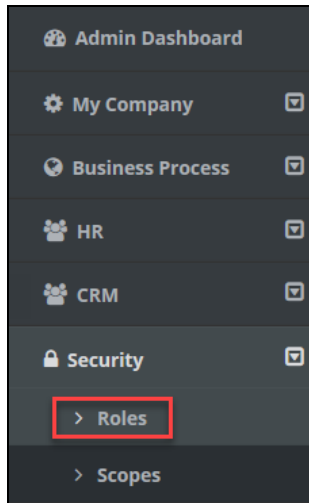 Admin Dashboard
My Company
Business Process
HR
CRM
Security
> Roles
> Scopes